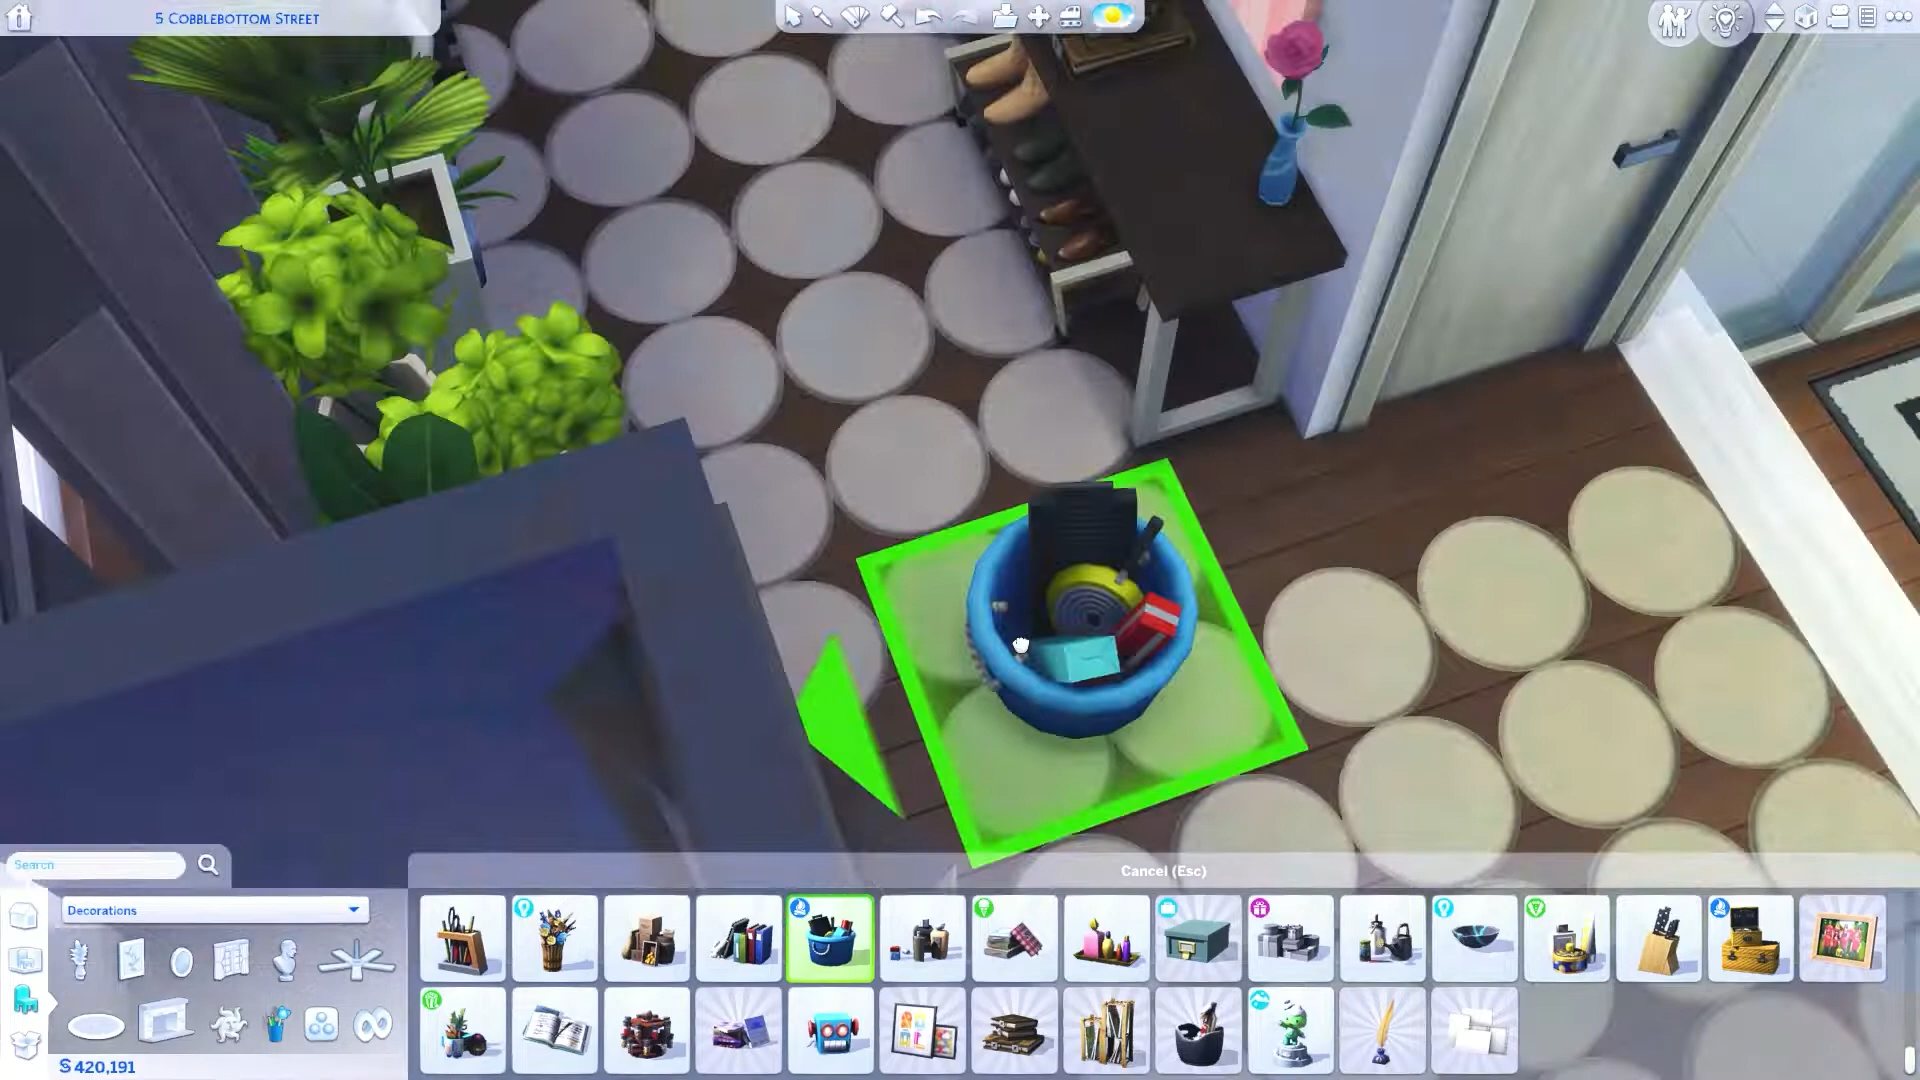 5 Cobblebottom Street
Cancel (Esc)
Search
Decorations
§420,191